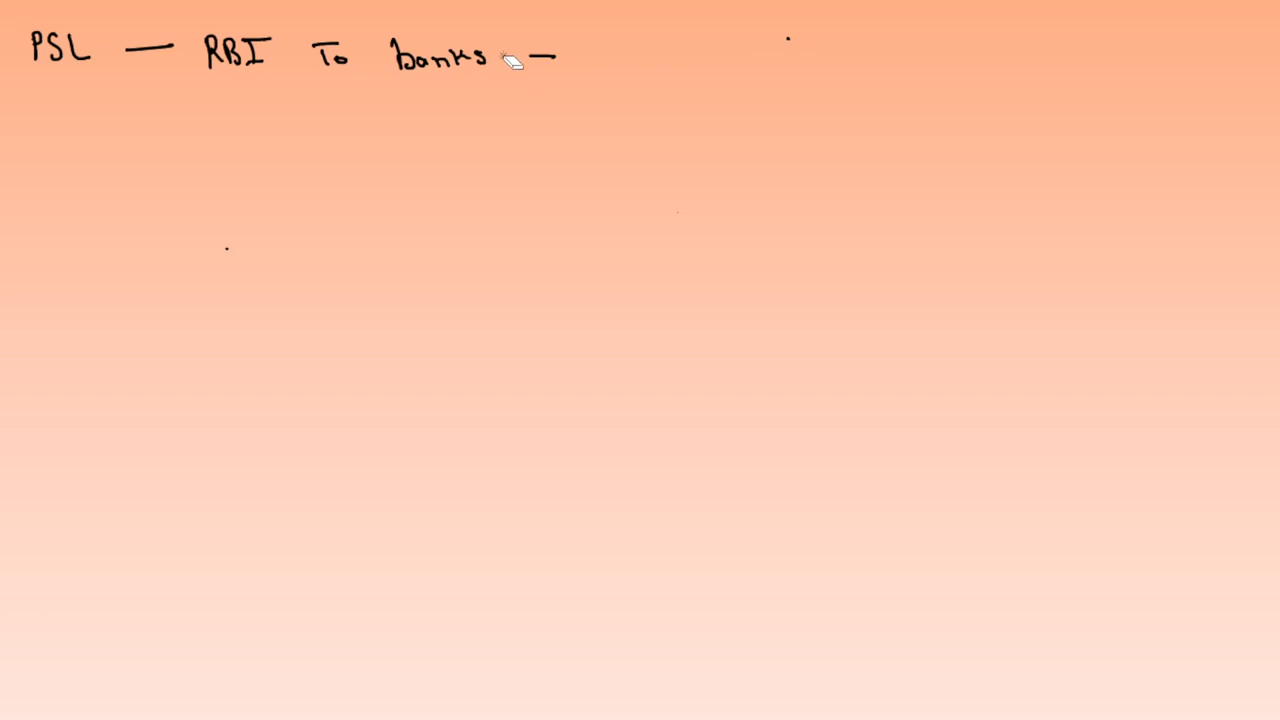 PSL — RBI To banks —